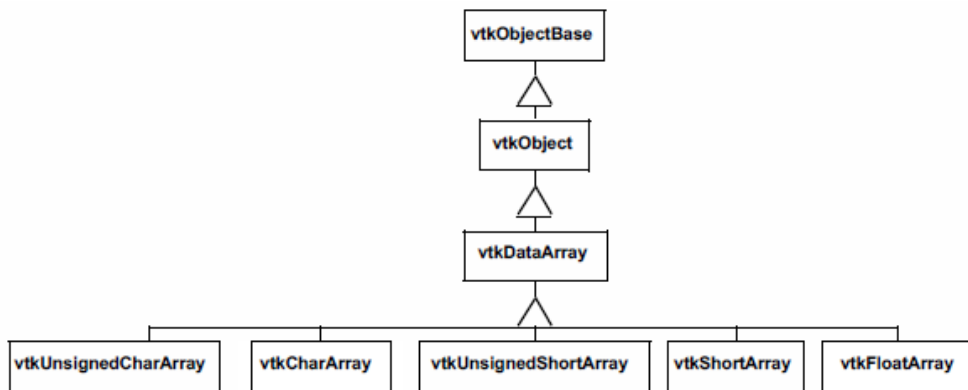 vtkObjectBase
vtkObject
vtkDataArray
vtkUnsignedCharArray
vtkCharArray
vtkUnsignedShortArray
vtkShortArray
vtkFloatArray